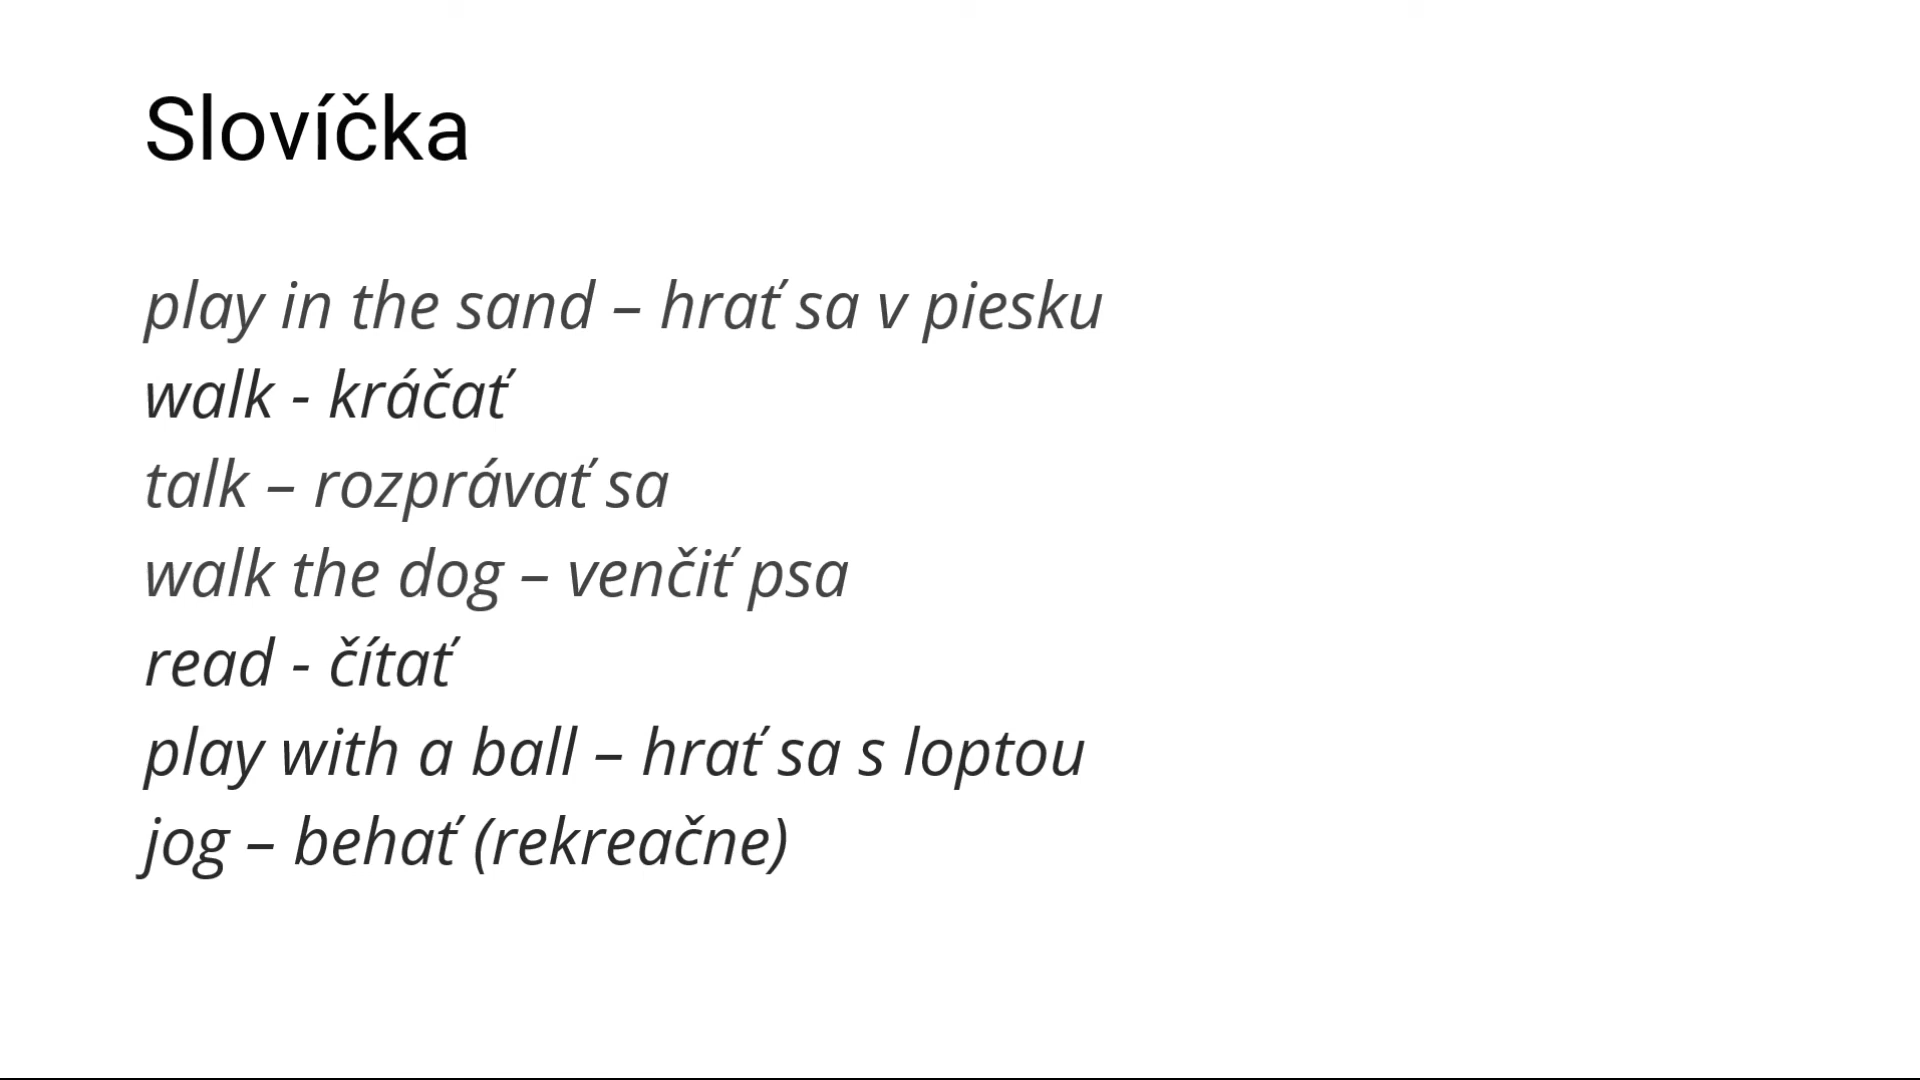 Slovíčka
play in the sand – hrať sa v piesku
walk - kráčať
talk – rozprávať sa
walk the dog – venčiť psa
read - čítať
play with a ball – hrať sa s loptou
jog – behať (rekreačne)